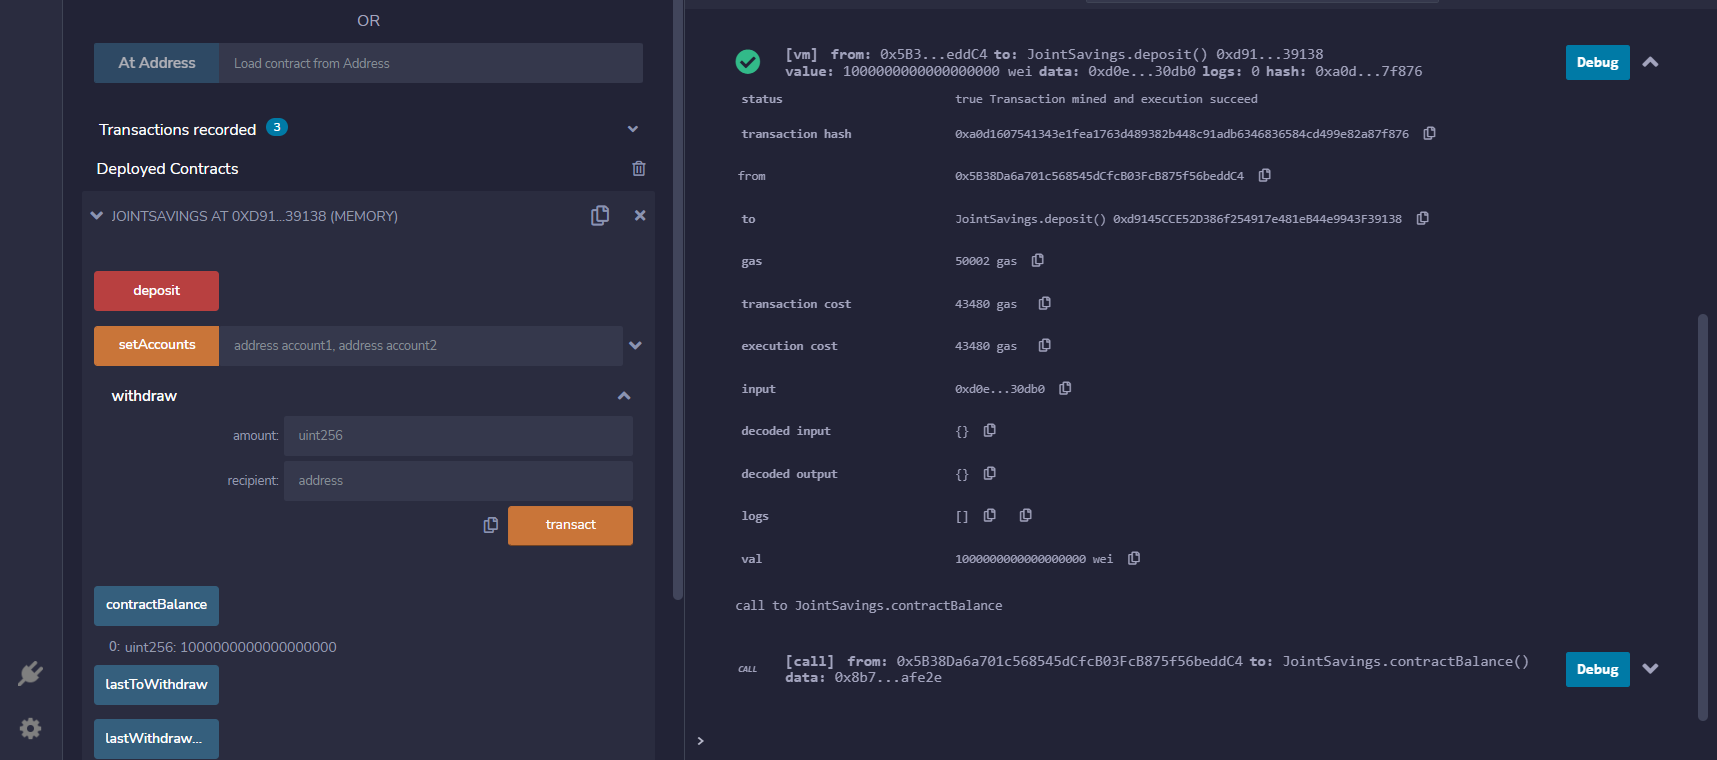 OR
At Address
Load contract from Address
Transactions recorded 3
Deployed Contracts
JOINTSAVINGS AT 0XD91...39138 (MEMORY)
deposit
setAccounts
address account1, address account2
withdraw
amount:
uint256
recipient:
address
transact
contractBalance
0: uint256: 1000000000000000000
lastToWithdraw
lastWithdraw...
[vm] from: 0x5B3...eddC4 to: JointSavings.deposit() 0xd91...39138
value: 1000000000000000000 wei data: 0xd0e...30db0 logs: 0 hash: 0xa0d...7f876
Debug
status true Transaction mined and execution succeed
transaction hash 0xa0d1607541343e1fea1763d489382b448c91adb6346836584cd499e82a87f876
from 0x5B38Da6a701c568545dCfcB03FcB875f56beddC4
to JointSavings.deposit() 0xd9145CCE52D386f254917e481eB44e9943F39138
gas 50002 gas
transaction cost 43480 gas
execution cost 43480 gas
input 0xd0e...30db0
decoded input {}
decoded output {}
logs []
val 1000000000000000000 wei
call to JointSavings.contractBalance
CALL
[call] from: 0x5B38Da6a701c568545dCfcB03FcB875f56beddC4 to: JointSavings.contractBalance()
data: 0x8b7...afe2e
Debug
>